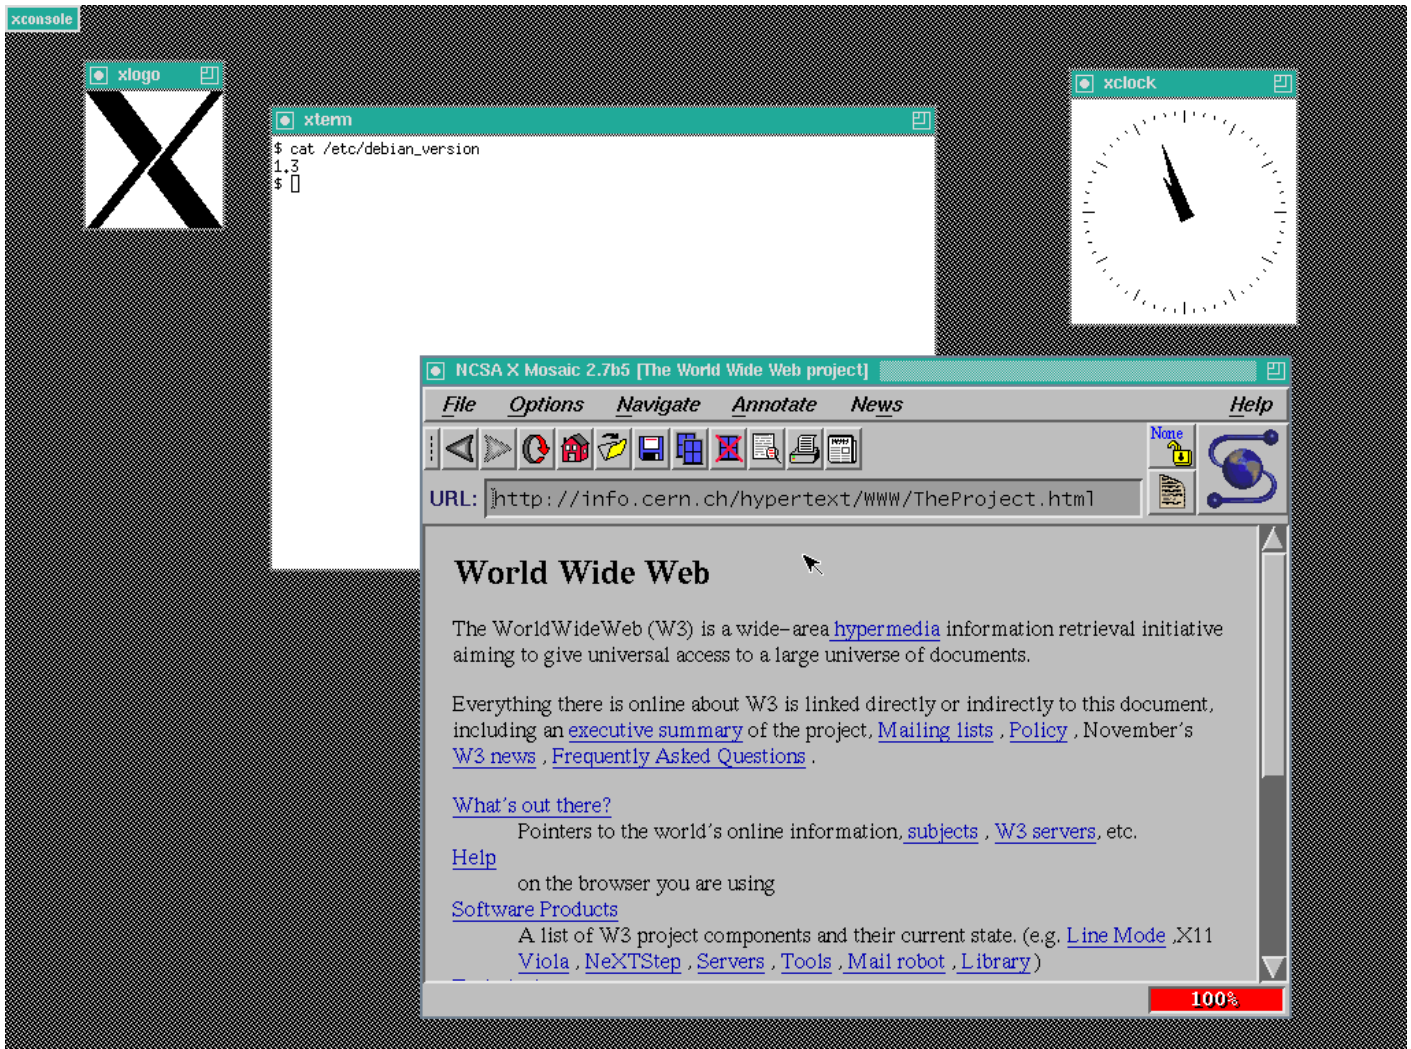 xconsole
xlogo
xclock
xterm
$ cat /etc/debian_version
1.3
$
NCSA X Mosaic 2.7b5 [The World Wide Web project]
File Options Navigate Annotate News Help
None
URL: http://info.cern.ch/hypertext/WWW/TheProject.html
World Wide Web
The WorldWideWeb (W3) is a wide-area hypermedia information retrieval initiative
aiming to give universal access to a large universe of documents.
Everything there is online about W3 is linked directly or indirectly to this document,
including an executive summary of the project, Mailing lists , Policy , November's
W3 news , Frequently Asked Questions .
What's out there?
Pointers to the world's online information, subjects , W3 servers, etc.
Help
on the browser you are using
Software Products
A list of W3 project components and their current state. (e.g. Line Mode ,X11
Viola , NeXTStep , Servers , Tools , Mail robot , Library )
100%